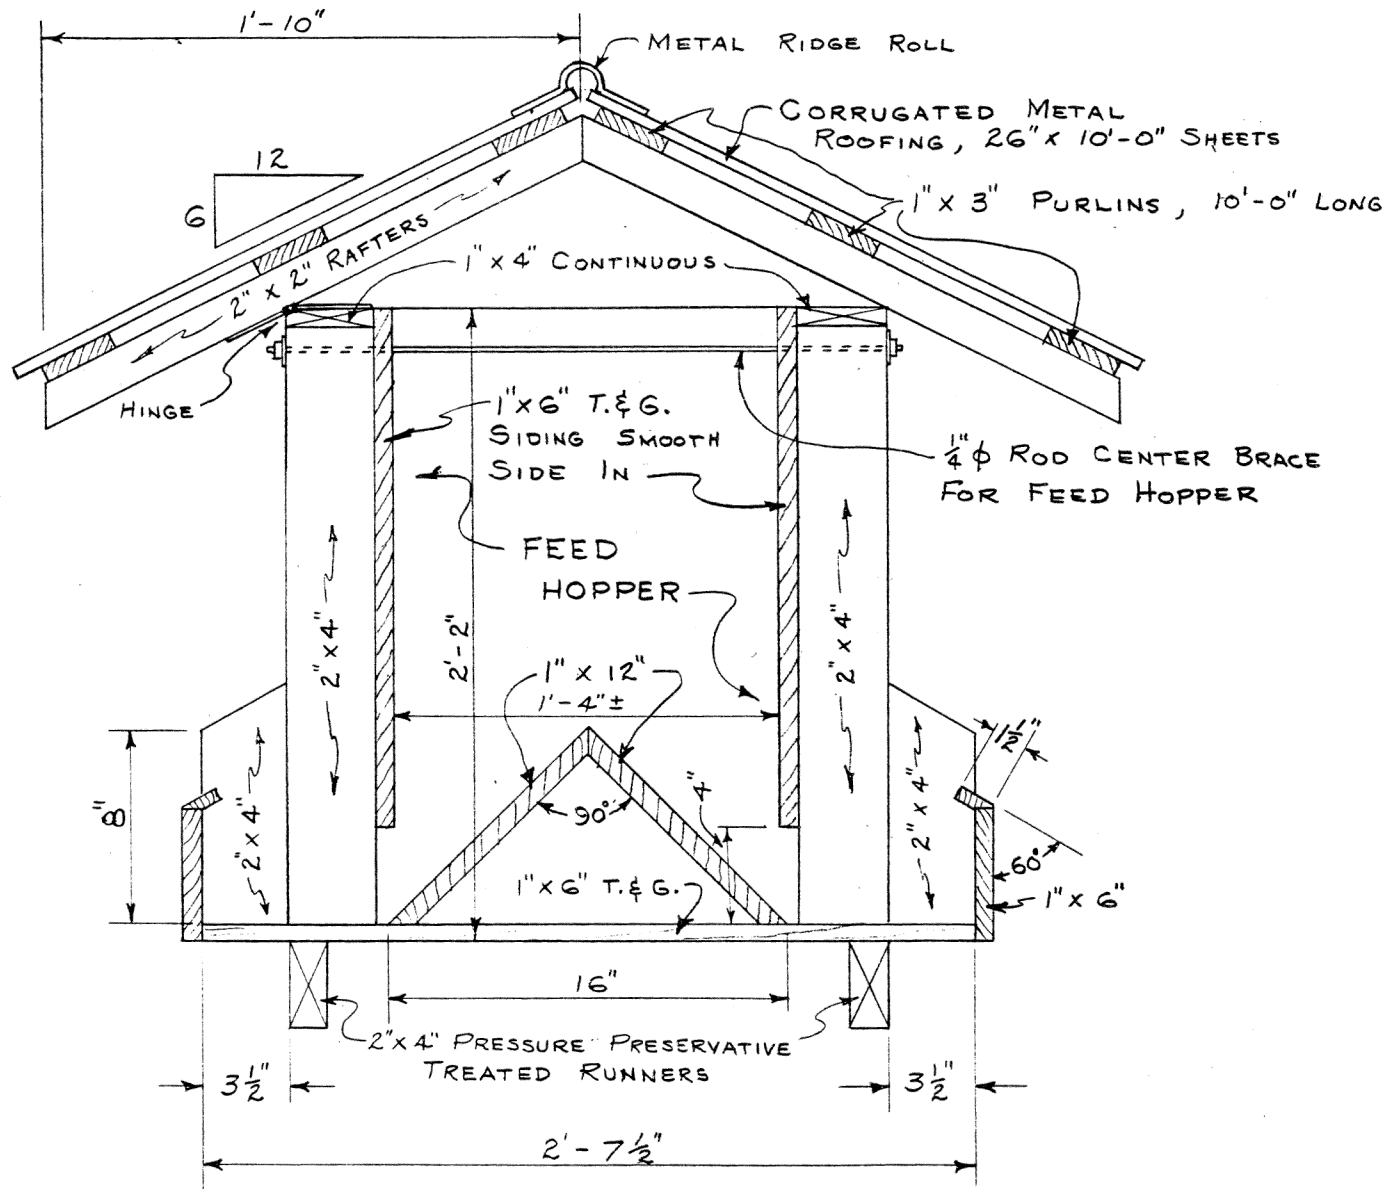 1'-10"
METAL RIDGE ROLL
CORRUGATED METAL
ROOFING, 26" X 10'-0" SHEETS
12
6
1" X 3" PURLINS, 10'-0" LONG
2" X 2" RAFTERS
1" X 4" CONTINUOUS
HINGE
1" X 6" T. & G.
SIDING SMOOTH
SIDE IN
1/4" ϕ ROD CENTER BRACE
FOR FEED HOPPER
FEED
HOPPER
2" X 4"
2'-2"
2" X 4"
1" X 12"
1'-4" ±
1 1/2"
8"
2" X 4"
90°
4"
2" X 4"
60°
1" X 6" T. & G.
1" X 6"
16"
2" X 4" PRESSURE PRESERVATIVE
TREATED RUNNERS
3 1/2"
3 1/2"
2'-7 1/2"